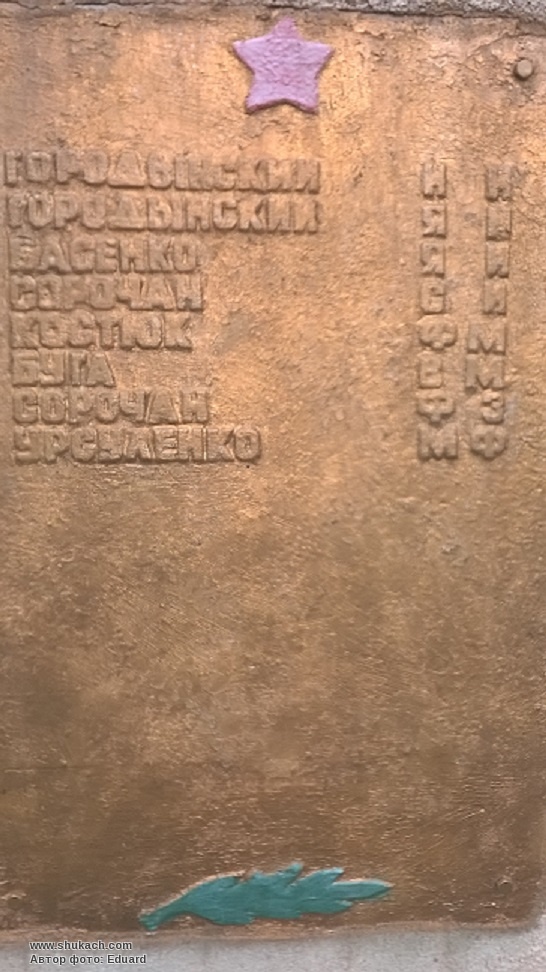 ГОРОДЫНСКИЙ И И
ГОРОДЫНСКИЙ Я И
БАСЕНКО Я И
СОРОЧАН С И
КОСТЮК Ф М
БУГА Е М
СОРОЧАН Ф З
УРСУЛЕНКО М Ф
www.shukach.com
Автор фото: Eduard